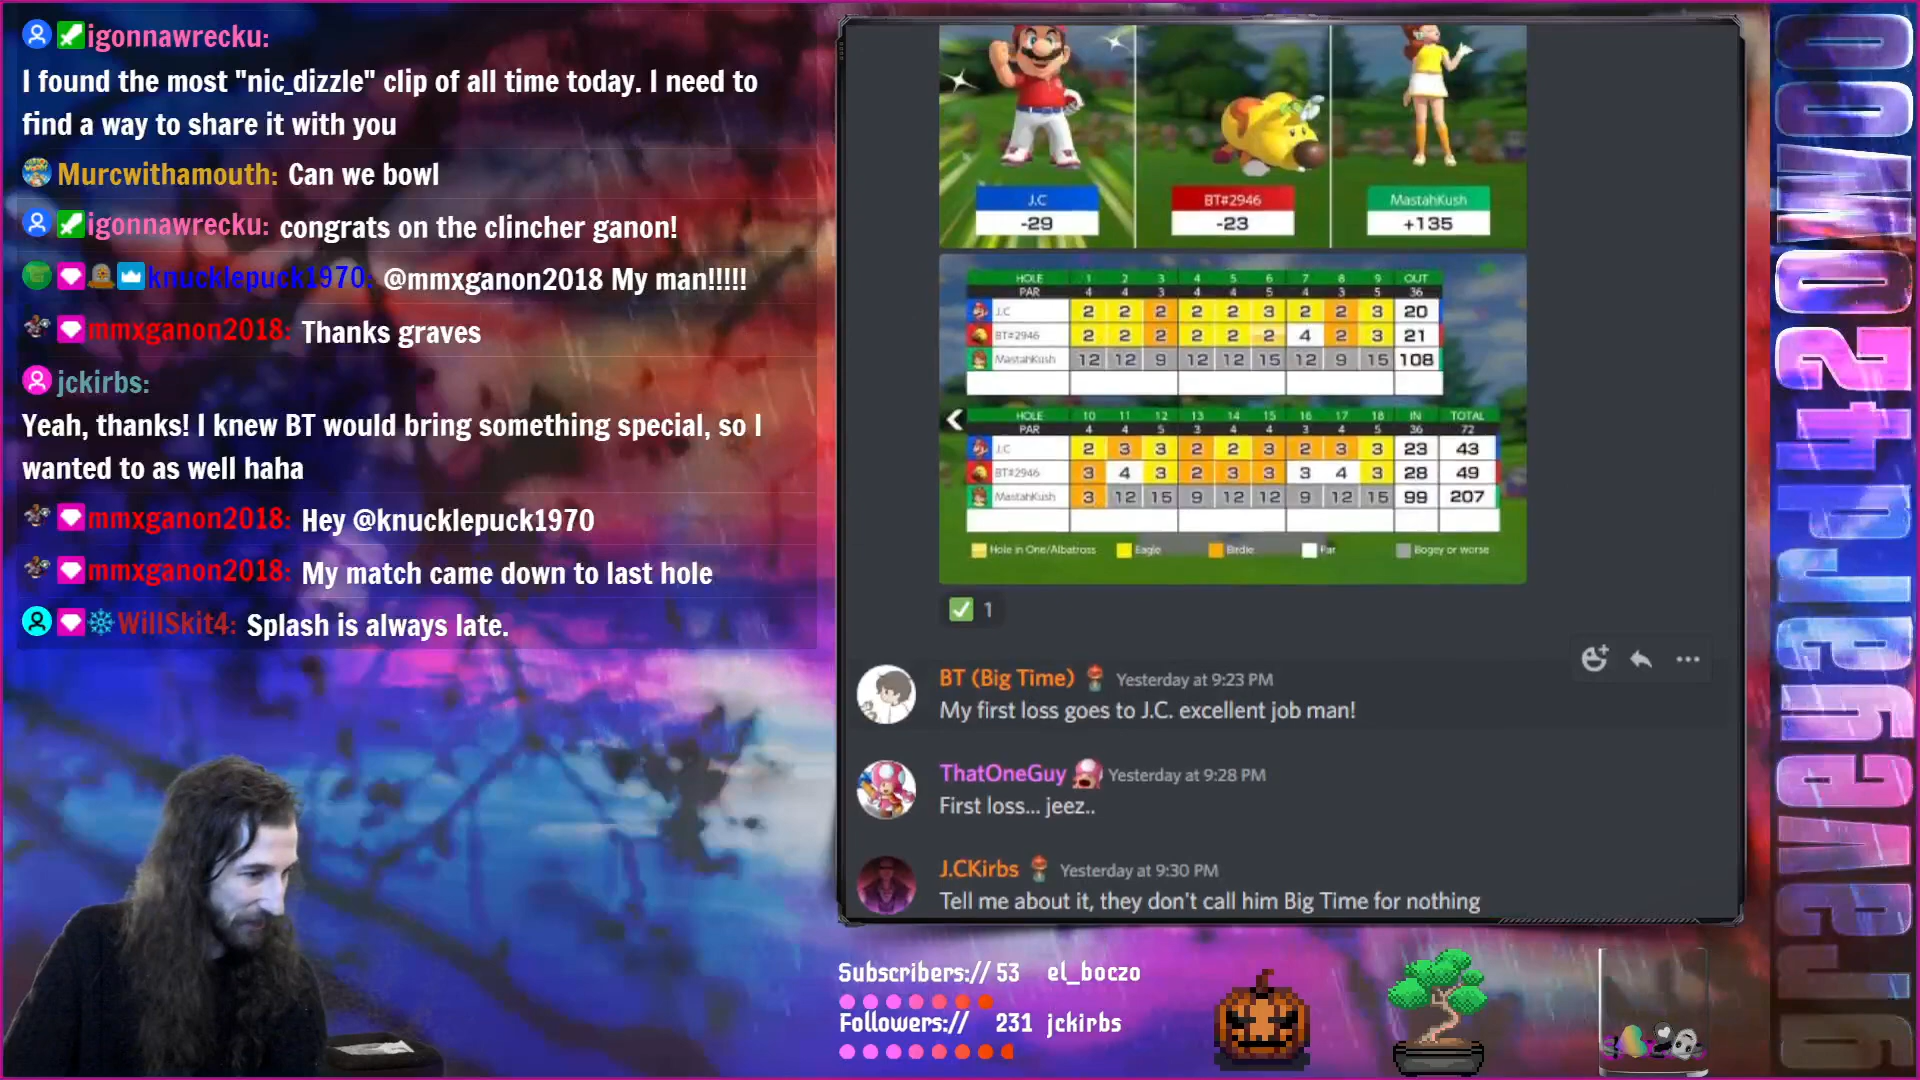 igonnawrecku:
I found the most "nic_dizzle" clip of all time today. I need to
find a way to share it with you
Murcwithamouth: Can we bowl
igonnawrecku: congrats on the clincher ganon!
knucklepuck1970: @mmxganon2018 My man!!!!!
mmxganon2018: Thanks graves
jckirbs:
Yeah, thanks! I knew BT would bring something special, so I
wanted to as well haha
mmxganon2018: Hey @knucklepuck1970
mmxganon2018: My match came down to last hole
WillSkit4: Splash is always late.
J.C BT#2946 MastahKush
-29 -23 +135
HOLE 1 2 3 4 5 6 7 8 9 OUT
PAR 4 4 3 4 4 5 4 3 5 36
J.C 2 2 2 2 2 3 2 2 3 20
BT#2946 2 2 2 2 2 2 4 2 3 21
MastahKush 12 12 9 12 12 15 12 9 15 108
HOLE 10 11 12 13 14 15 16 17 18 IN TOTAL
PAR 4 4 5 3 4 4 3 4 5 36 72
J.C 2 3 3 2 2 3 2 3 3 23 43
BT#2946 3 4 3 2 3 3 3 4 3 28 49
MastahKush 3 12 15 9 12 12 9 12 15 99 207
Hole in One/Albatross Eagle Birdie Par Bogey or worse
1
BT (Big Time) Yesterday at 9:23 PM
My first loss goes to J.C. excellent job man!
ThatOneGuy Yesterday at 9:28 PM
First loss... jeez..
J.CKirbs Yesterday at 9:30 PM
Tell me about it, they don't call him Big Time for nothing
Subscribers:// 53 el_boczo
Followers:// 231 jckirbs